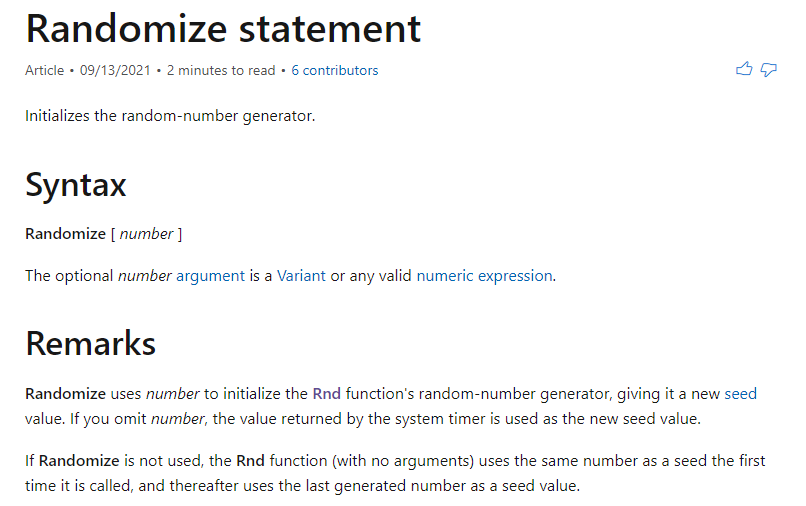 Randomize statement
Article • 09/13/2021 • 2 minutes to read • 6 contributors
Initializes the random-number generator.
Syntax
Randomize [ number ]
The optional number argument is a Variant or any valid numeric expression.
Remarks
Randomize uses number to initialize the Rnd function's random-number generator, giving it a new seed
value. If you omit number, the value returned by the system timer is used as the new seed value.
If Randomize is not used, the Rnd function (with no arguments) uses the same number as a seed the first
time it is called, and thereafter uses the last generated number as a seed value.